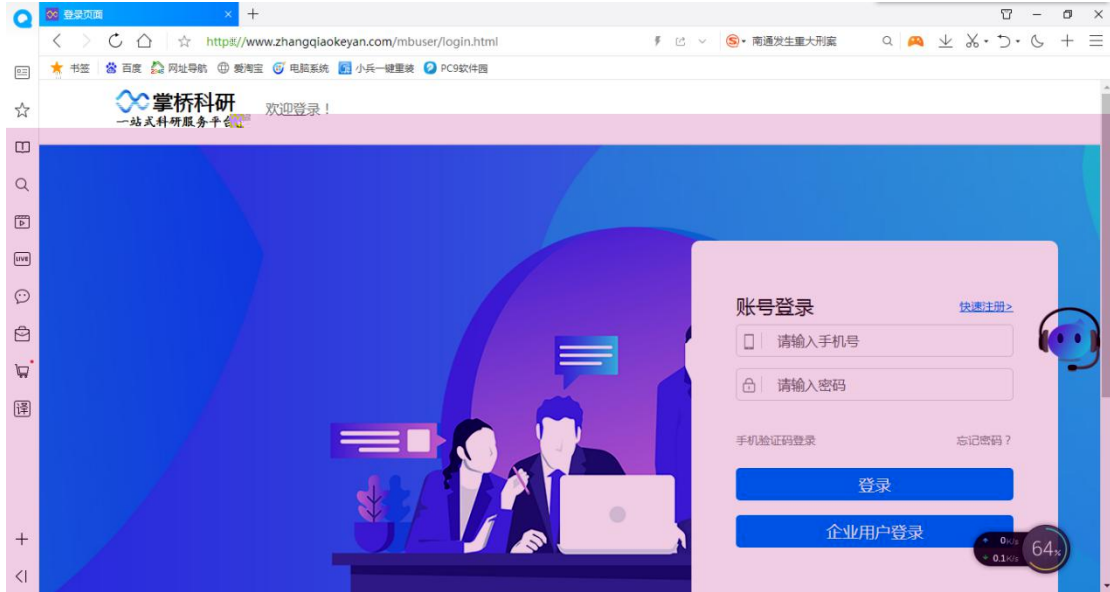 登录页面
http://www.zhangqiaokeyan.com/mbuser/login.html
南通发生重大刑案
书签 百度 网址导航 爱淘宝 电脑系统 小兵一键重装 PC9软件园
掌桥科研
一站式科研服务平台
欢迎登录！
LIVE
译
账号登录
快速注册>
请输入手机号
请输入密码
手机验证码登录
忘记密码？
登录
企业用户登录
0K/s
0.1K/s
64%